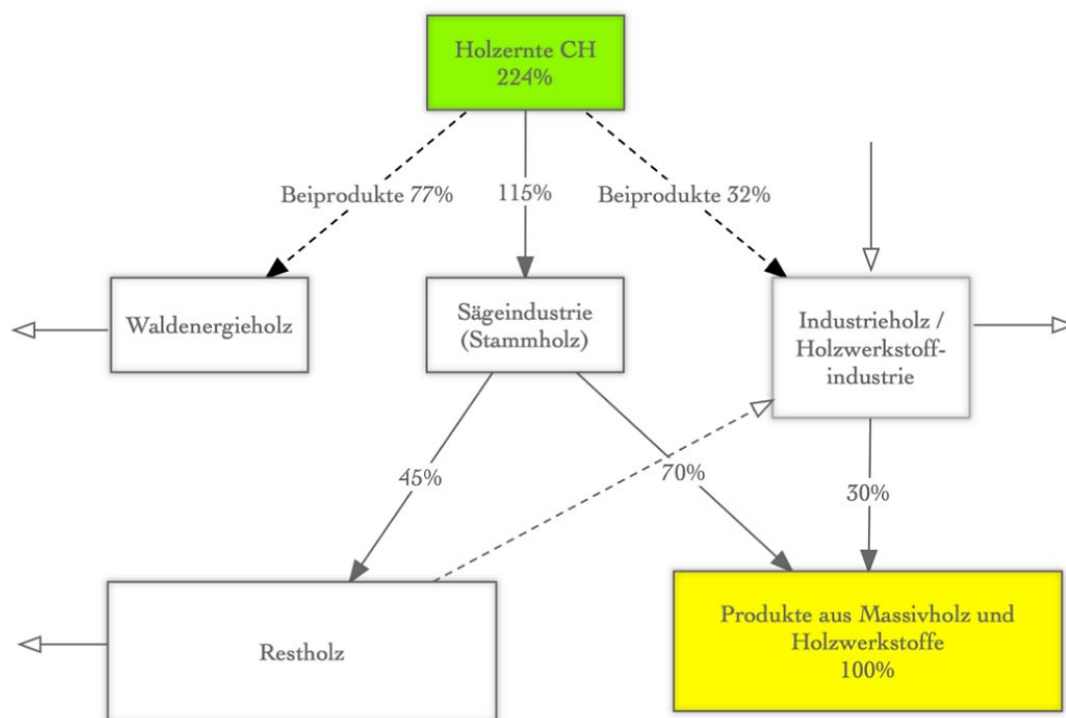 Holzernte CH
224%
Beiprodukte 77%
115%
Beiprodukte 32%
Waldenergieholz
Sägeindustrie
(Stammholz)
Industrieholz /
Holzwerkstoff-
industrie
45%
70%
30%
Restholz
Produkte aus Massivholz und
Holzwerkstoffe
100%